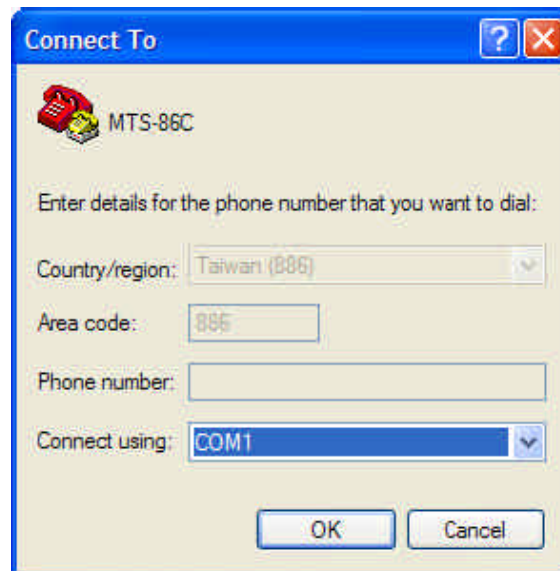 Connect To
MTS-86C
Enter details for the phone number that you want to dial:
Country/region: Taiwan (886)
Area code: 886
Phone number:
Connect using: COM1
OK Cancel